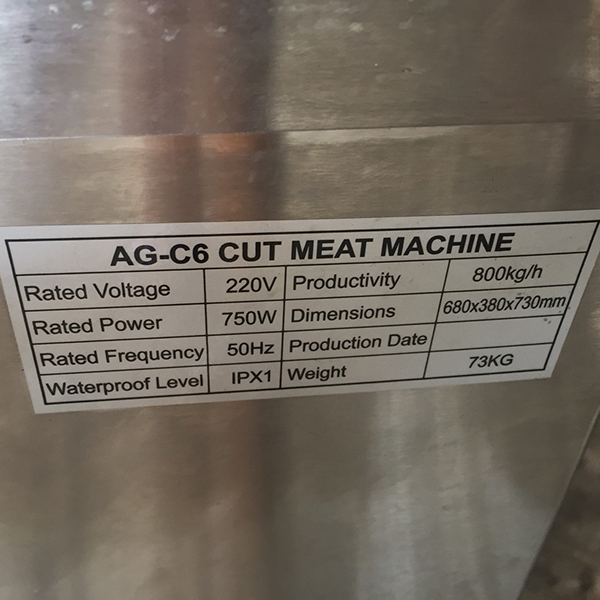 AG-C6 CUT MEAT MACHINE
Rated Voltage 220V Productivity 800kg/h
Rated Power 750W Dimensions 680x380x730mm
Rated Frequency 50Hz Production Date
Waterproof Level IPX1 Weight 73KG